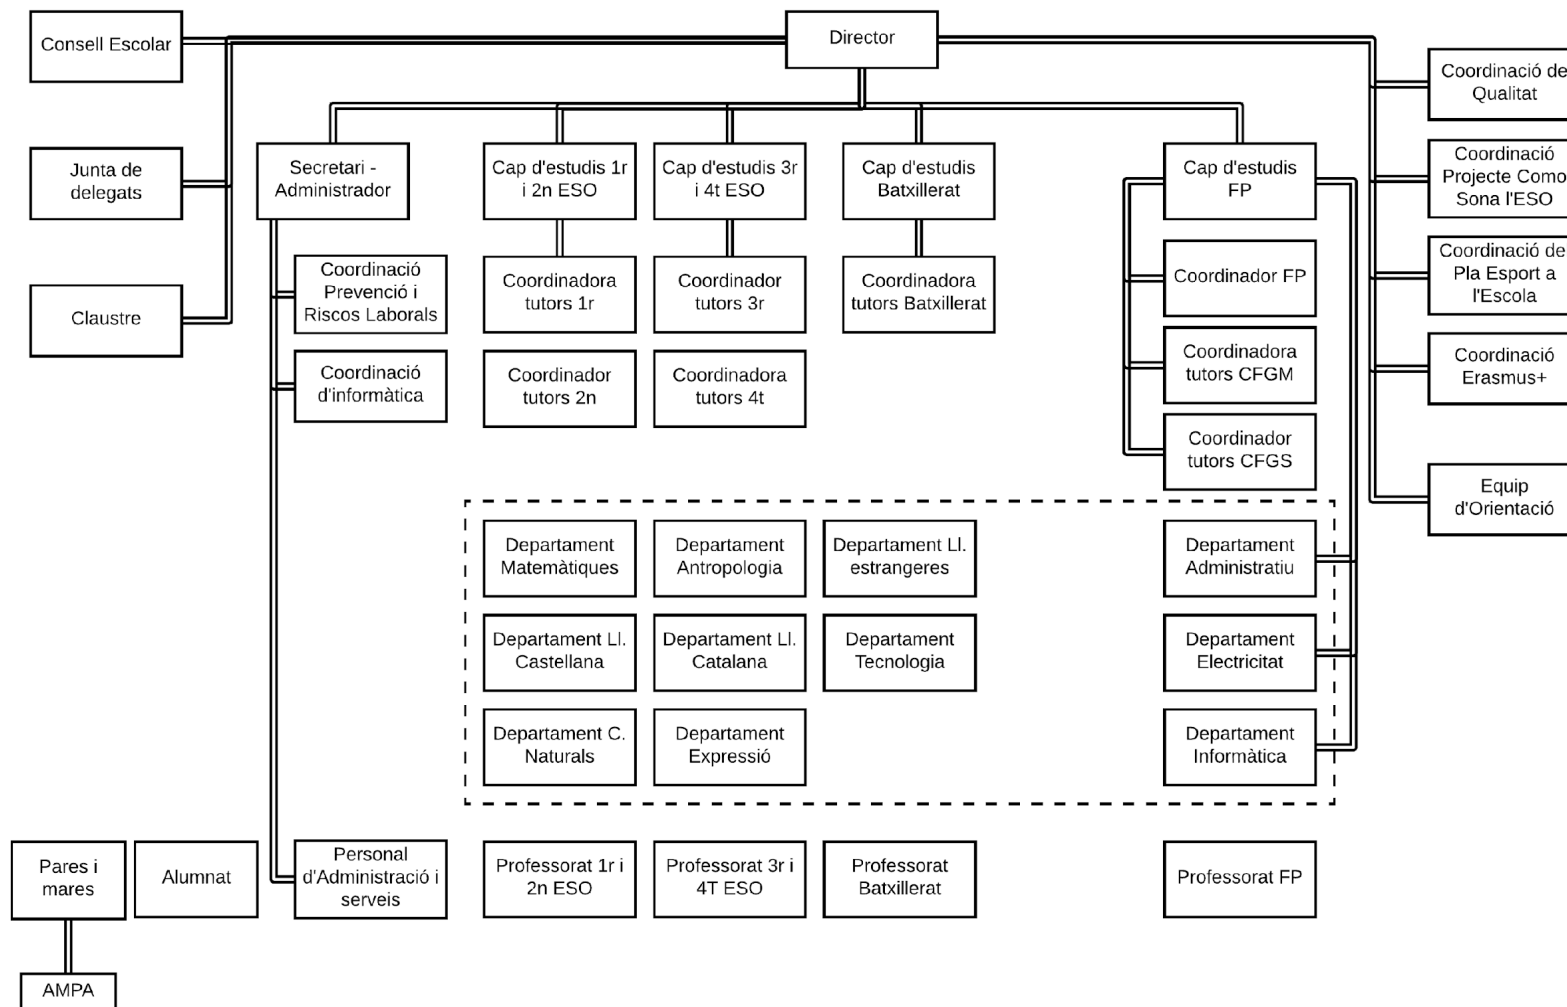 Consell Escolar
Director
Coordinació de
Qualitat
Junta de
delegats
Secretari -
Administrador
Cap d'estudis 1r
i 2n ESO
Cap d'estudis 3r
i 4t ESO
Cap d'estudis
Batxillerat
Cap d'estudis
FP
Coordinació
Projecte Como
Sona l'ESO
Claustre
Coordinació
Prevenció i
Riscos Laborals
Coordinadora
tutors 1r
Coordinador
tutors 3r
Coordinadora
tutors Batxillerat
Coordinador FP
Coordinació de
Pla Esport a
l'Escola
Coordinació
d'informàtica
Coordinador
tutors 2n
Coordinadora
tutors 4t
Coordinadora
tutors CFGM
Coordinació
Erasmus+
Coordinador
tutors CFGS
Equip
d'Orientació
Departament
Matemàtiques
Departament
Antropologia
Departament Ll.
estrangeres
Departament
Administratiu
Departament Ll.
Castellana
Departament Ll.
Catalana
Departament
Tecnologia
Departament
Electricitat
Departament C.
Naturals
Departament
Expressió
Departament
Informàtica
Pares i
mares
Alumnat
Personal
d'Administració i
serveis
Professorat 1r i
2n ESO
Professorat 3r i
4T ESO
Professorat
Batxillerat
Professorat FP
AMPA